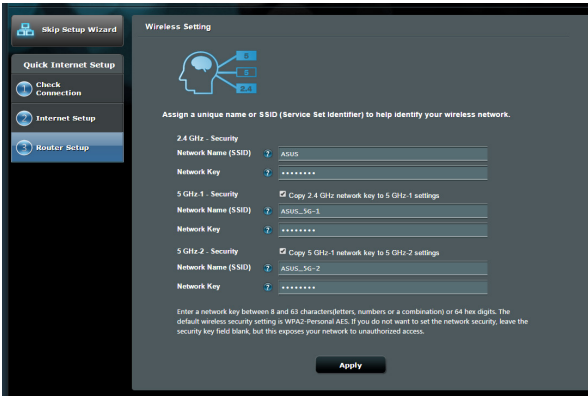 Skip Setup Wizard
Quick Internet Setup
1 Check
Connection
2 Internet Setup
3 Router Setup
Wireless Setting
5
5
2.4
Assign a unique name or SSID (Service Set Identifier) to help identify your wireless network.
2.4 GHz - Security
Network Name (SSID) ? ASUS
Network Key ? ••••••••
5 GHz-1 - Security Copy 2.4 GHz network key to 5 GHz-1 settings
Network Name (SSID) ? ASUS_5G-1
Network Key ? ••••••••
5 GHz-2 - Security Copy 5 GHz-1 network key to 5 GHz-2 settings
Network Name (SSID) ? ASUS_5G-2
Network Key ? ••••••••
Enter a network key between 8 and 63 characters(letters, numbers or a combination) or 64 hex digits. The
default wireless security setting is WPA2-Personal AES. If you do not want to set the network security, leave the
security key field blank, but this exposes your network to unauthorized access.
Apply